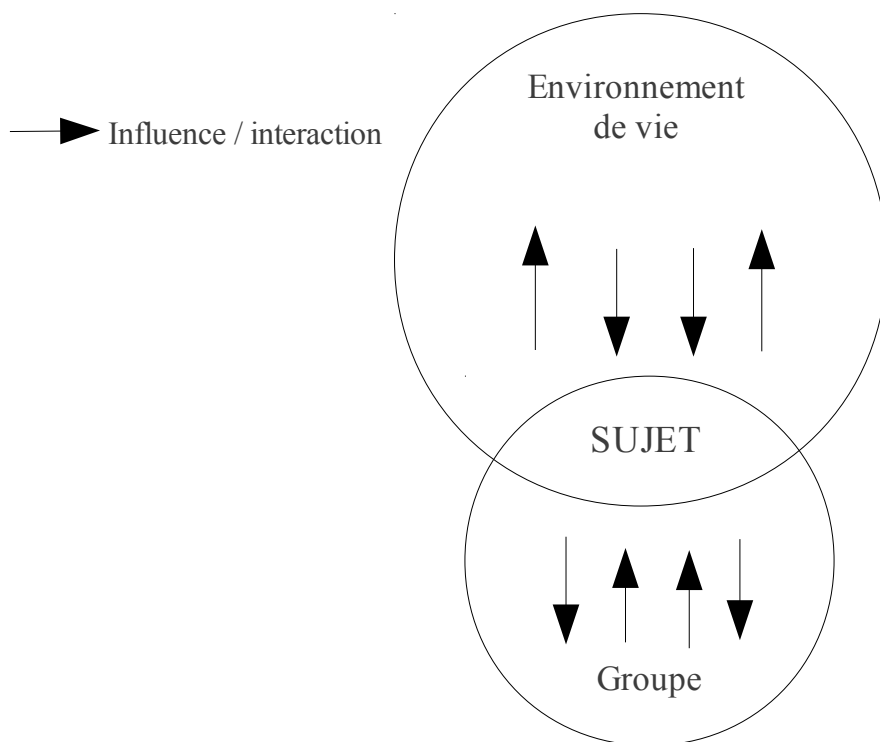 Environnement
de vie
Influence / interaction
SUJET
Groupe